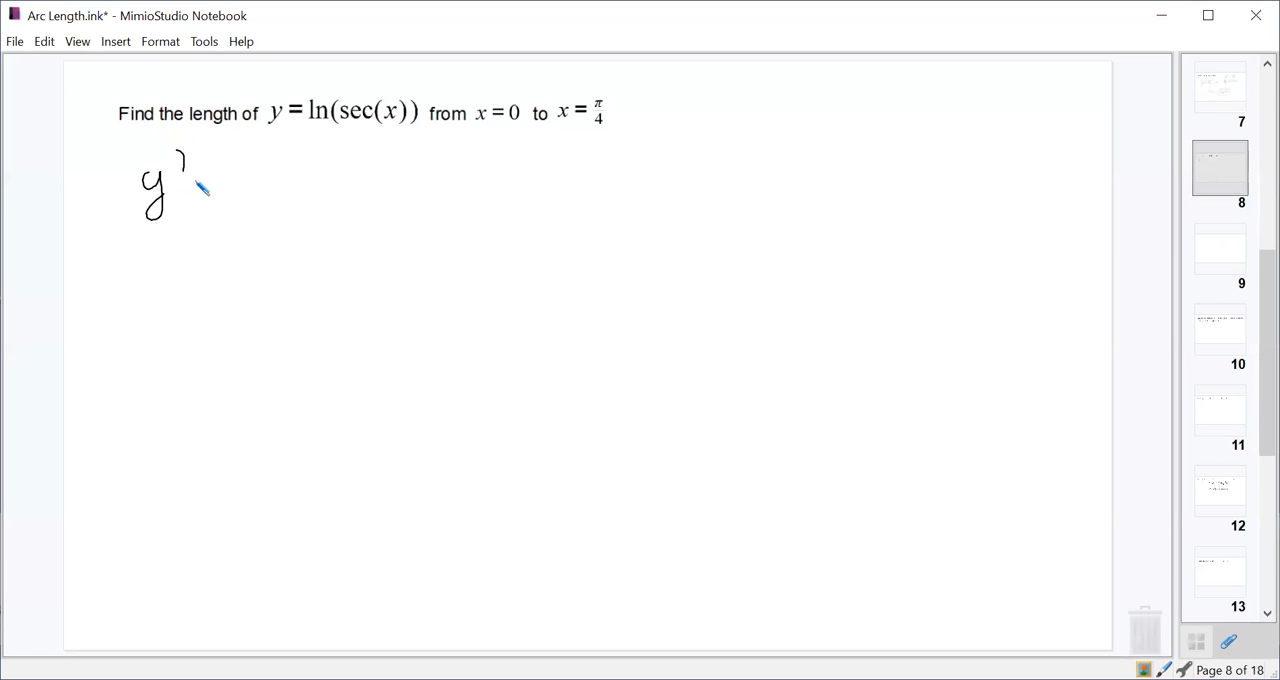 Arc Length.ink* - MimioStudio Notebook
File Edit View Insert Format Tools Help
Find the length of y = ln(sec(x)) from x = 0 to x = π/4
y'
7
8
9
10
11
12
13
Page 8 of 18